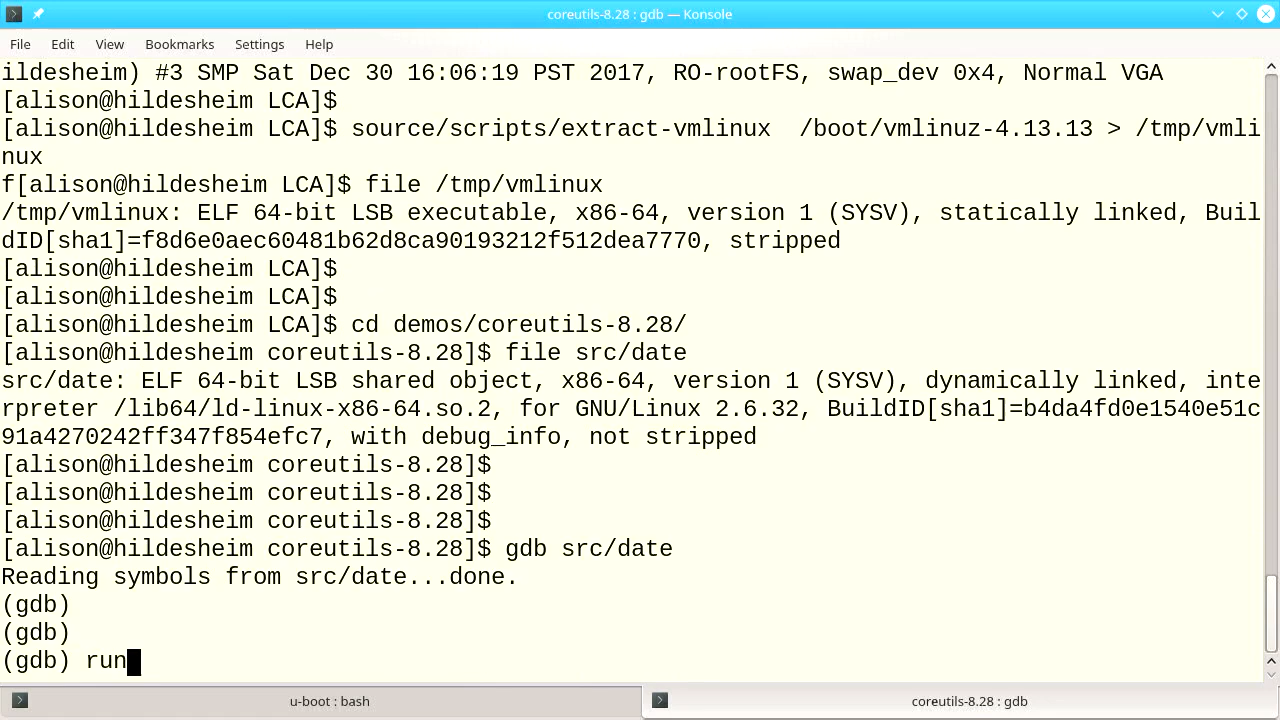 coreutils-8.28 : gdb — Konsole
File Edit View Bookmarks Settings Help
ildesheim) #3 SMP Sat Dec 30 16:06:19 PST 2017, RO-rootFS, swap_dev 0x4, Normal VGA
[alison@hildesheim LCA]$
[alison@hildesheim LCA]$ source/scripts/extract-vmlinux  /boot/vmlinuz-4.13.13 > /tmp/vmli
nux
f[alison@hildesheim LCA]$ file /tmp/vmlinux
/tmp/vmlinux: ELF 64-bit LSB executable, x86-64, version 1 (SYSV), statically linked, Buil
dID[sha1]=f8d6e0aec60481b62d8ca90193212f512dea7770, stripped
[alison@hildesheim LCA]$
[alison@hildesheim LCA]$
[alison@hildesheim LCA]$ cd demos/coreutils-8.28/
[alison@hildesheim coreutils-8.28]$ file src/date
src/date: ELF 64-bit LSB shared object, x86-64, version 1 (SYSV), dynamically linked, inte
rpreter /lib64/ld-linux-x86-64.so.2, for GNU/Linux 2.6.32, BuildID[sha1]=b4da4fd0e1540e51c
91a4270242ff347f854efc7, with debug_info, not stripped
[alison@hildesheim coreutils-8.28]$
[alison@hildesheim coreutils-8.28]$
[alison@hildesheim coreutils-8.28]$
[alison@hildesheim coreutils-8.28]$ gdb src/date
Reading symbols from src/date...done.
(gdb)
(gdb)
(gdb) run
u-boot : bash
coreutils-8.28 : gdb